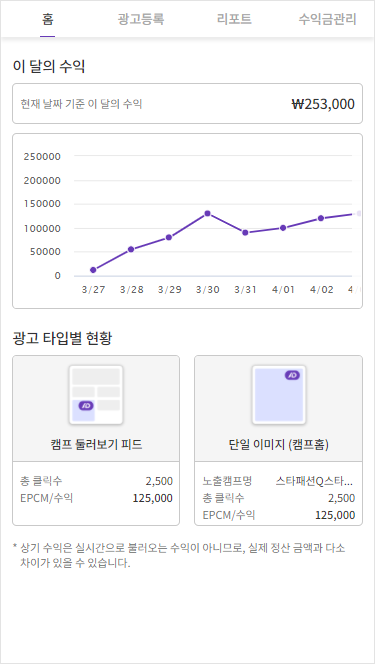 홈 광고등록 리포트 수익금관리
이 달의 수익
현재 날짜 기준 이 달의 수익 ₩253,000
250000
200000
150000
100000
50000
0
3/27 3/28 3/29 3/30 3/31 4/01 4/02 4
광고 타입별 현황
AD AD
캠프 둘러보기 피드 단일 이미지 (캠프홈)
총 클릭수 2,500
EPCM/수익 125,000
노출캠프명 스타패션Q스타...
총 클릭수 2,500
EPCM/수익 125,000
* 상기 수익은 실시간으로 불러오는 수익이 아니므로, 실제 정산 금액과 다소
차이가 있을 수 있습니다.